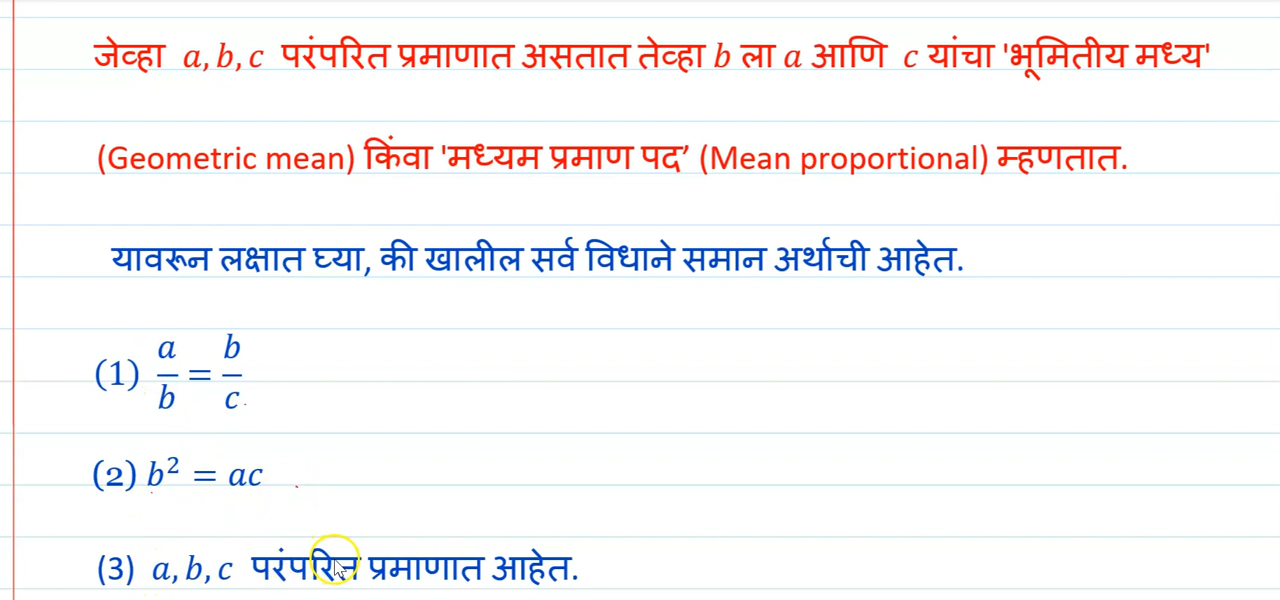 जेव्हा a, b, c परंपरित प्रमाणात असतात तेव्हा b ला a आणि c यांचा 'भूमितीय मध्य'
(Geometric mean) किंवा 'मध्यम प्रमाण पद’ (Mean proportional) म्हणतात.
यावरून लक्षात घ्या, की खालील सर्व विधाने समान अर्थाची आहेत.
(1) a/b = b/c
(2) b² = ac
(3) a, b, c परंपरित प्रमाणात आहेत.